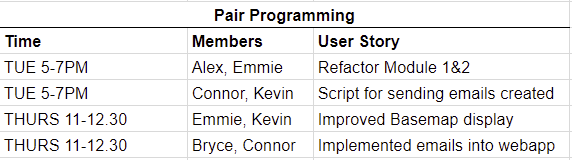 Pair Programming
Time Members User Story
TUE 5-7PM Alex, Emmie Refactor Module 1&2
TUE 5-7PM Connor, Kevin Script for sending emails created
THURS 11-12.30 Emmie, Kevin Improved Basemap display
THURS 11-12.30 Bryce, Connor Implemented emails into webapp